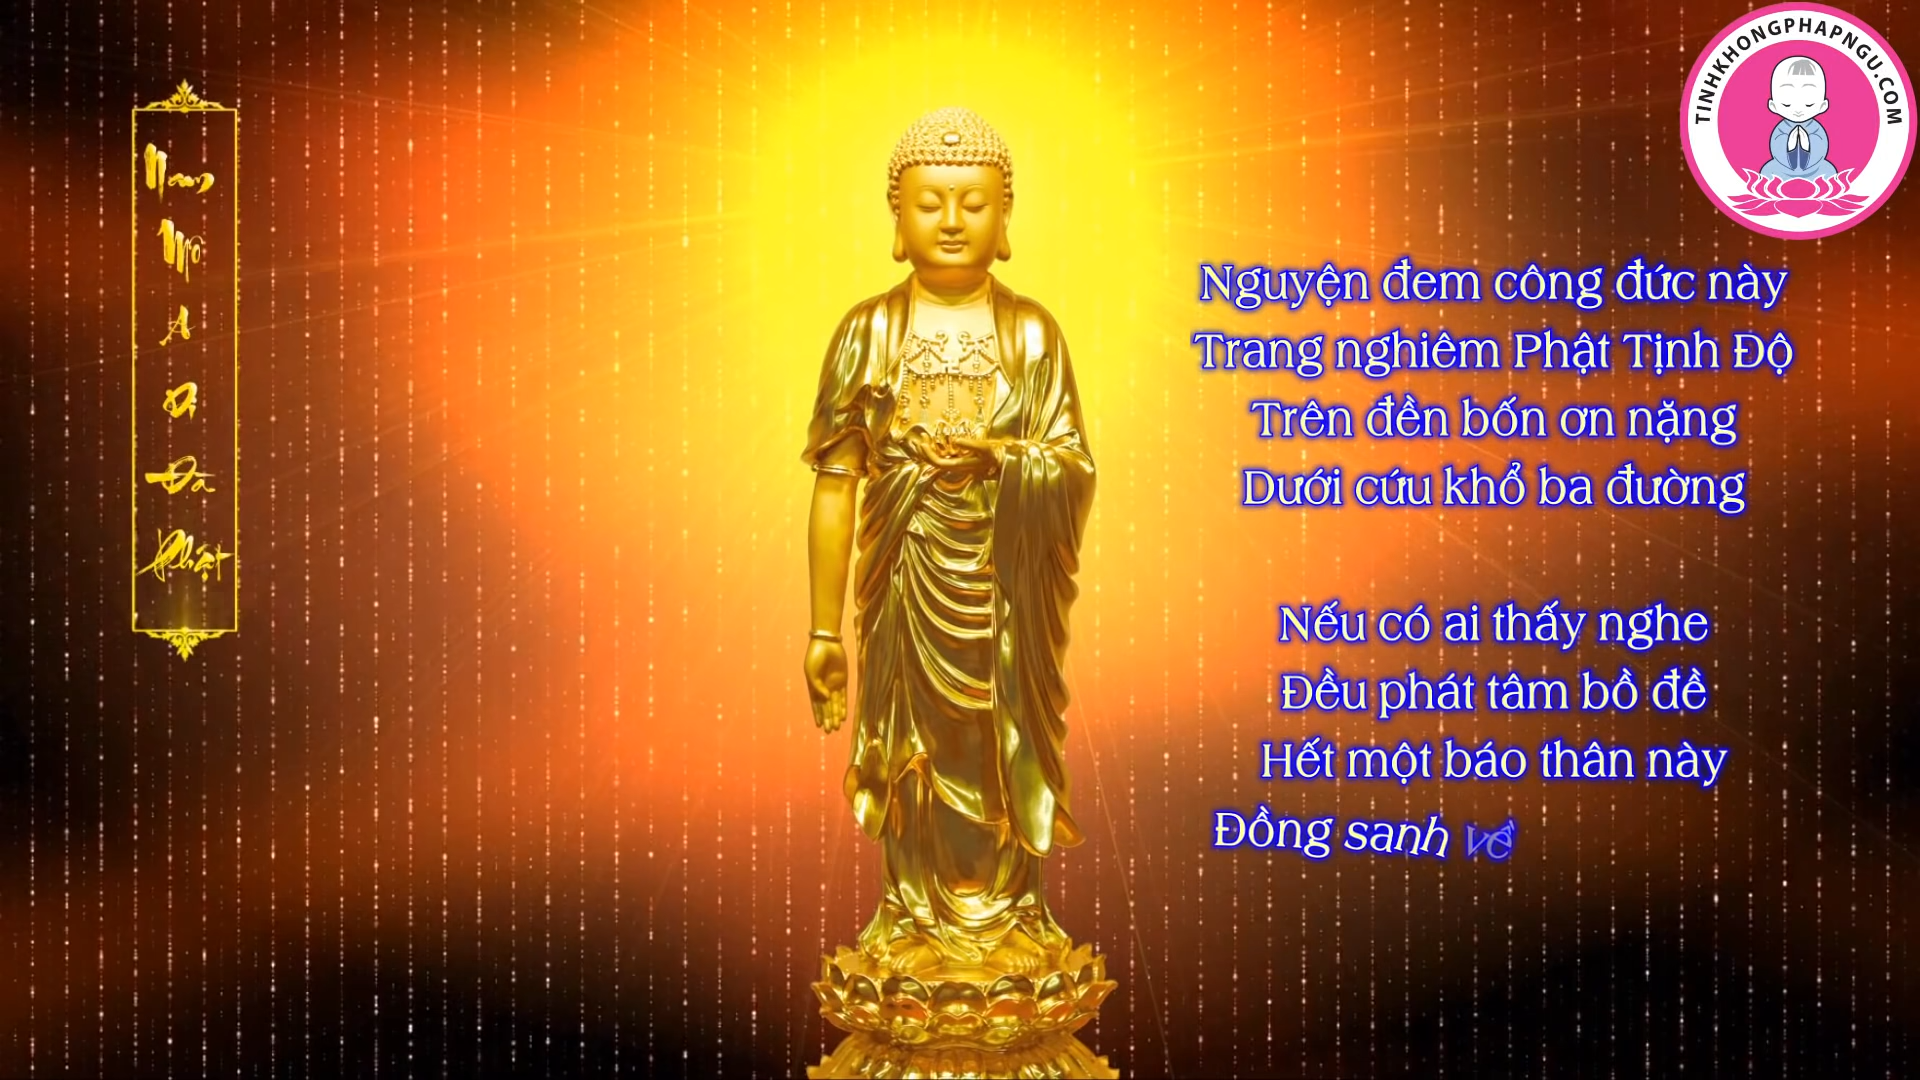 Nam
Mô
A
Di
Đà
Phật
TINHKHONGPHAPNGU.COM
Nguyện đem công đức này
Trang nghiêm Phật Tịnh Độ
Trên đền bốn ơn nặng
Dưới cứu khổ ba đường
Nếu có ai thấy nghe
Đều phát tâm bồ đề
Hết một báo thân này
Đồng sanh về